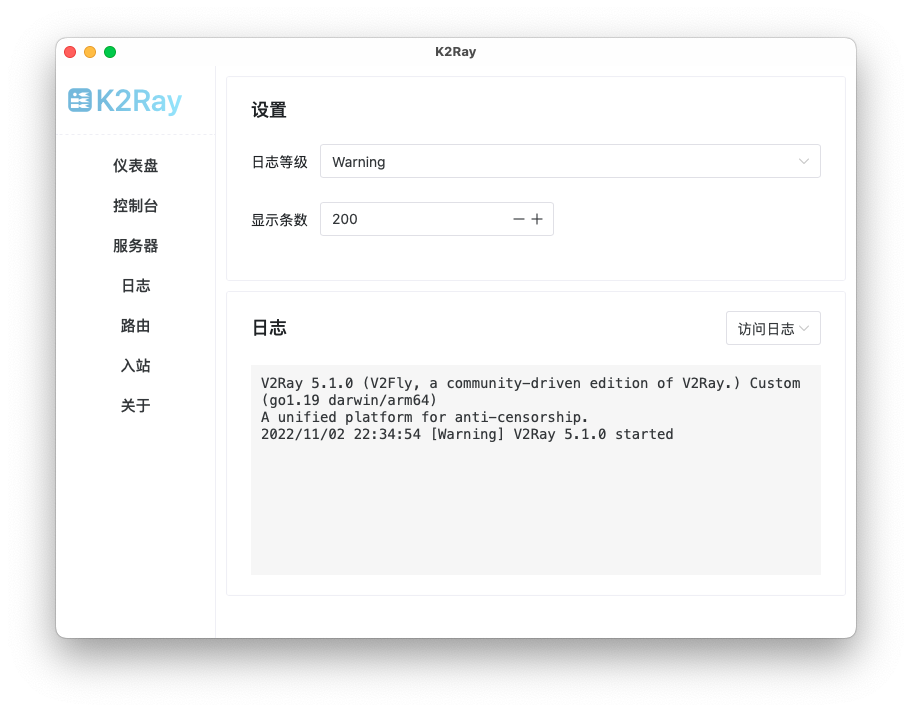 K2Ray
K2Ray
仪表盘
控制台
服务器
日志
路由
入站
关于
设置
日志等级
Warning
显示条数
200
日志
访问日志
V2Ray 5.1.0 (V2Fly, a community-driven edition of V2Ray.) Custom
(go1.19 darwin/arm64)
A unified platform for anti-censorship.
2022/11/02 22:34:54 [Warning] V2Ray 5.1.0 started